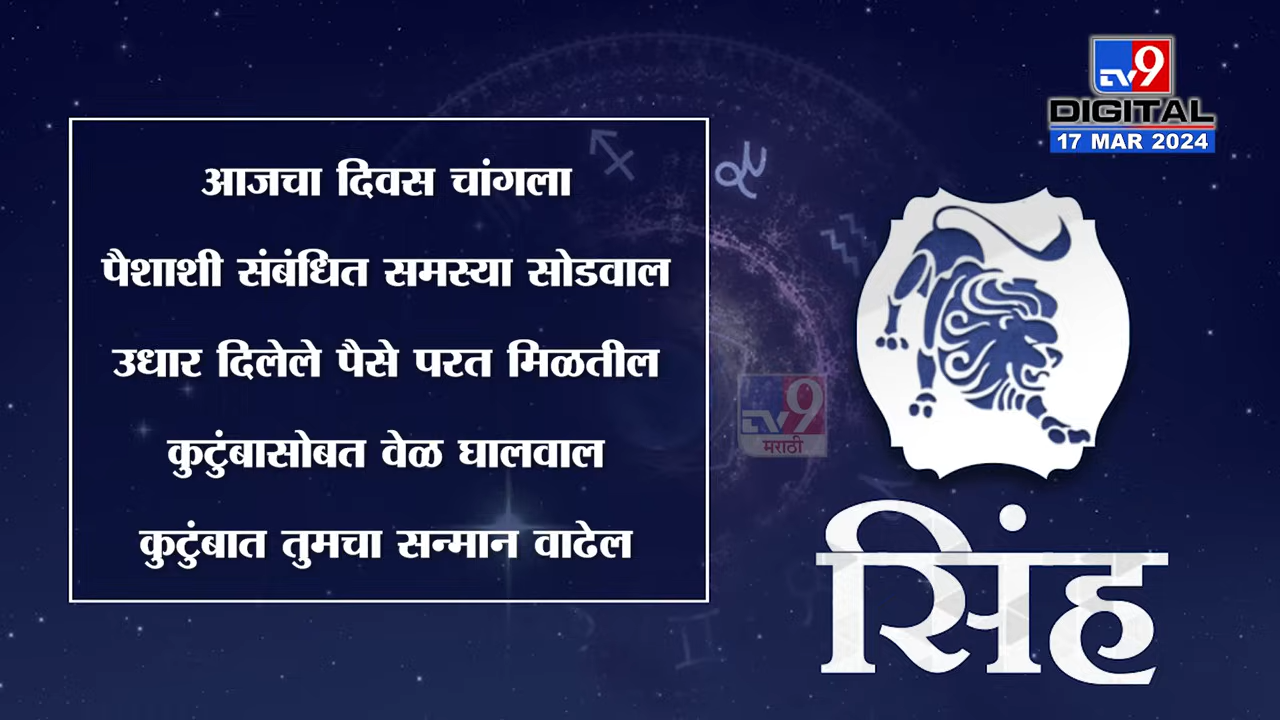 TV9
DIGITAL
17 MAR 2024
आजचा दिवस चांगला
पैशाशी संबंधित समस्या सोडवाल
उधार दिलेले पैसे परत मिळतील
कुटुंबासोबत वेळ घालवाल
कुटुंबात तुमचा सन्मान वाढेल
TV9
मराठी
सिंह